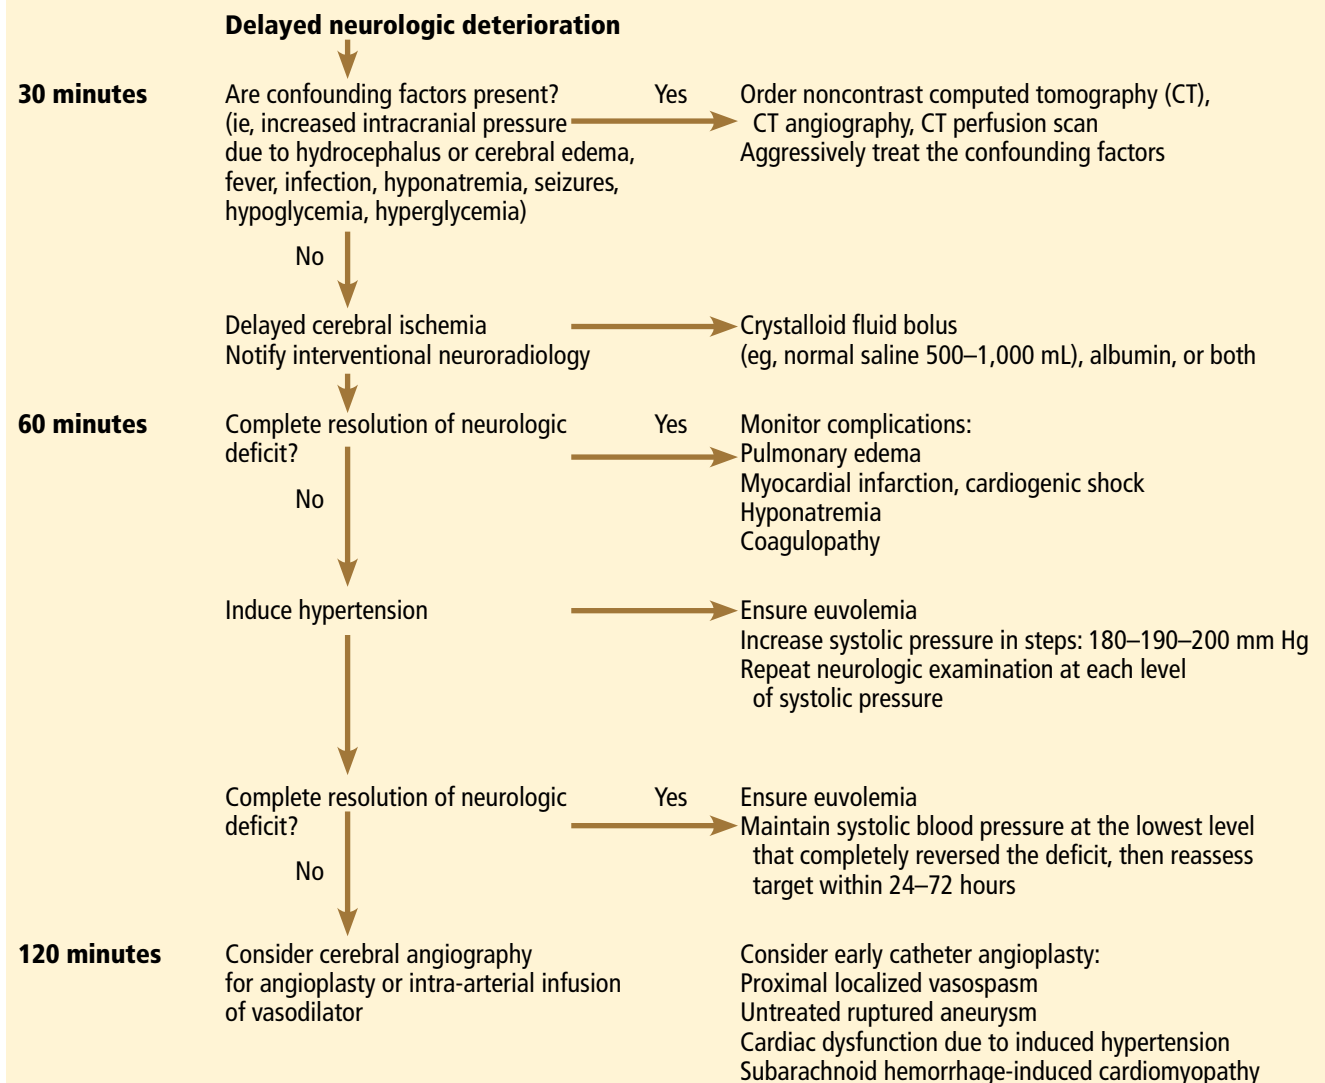 Delayed neurologic deterioration
30 minutes
Are confounding factors present?
(ie, increased intracranial pressure
due to hydrocephalus or cerebral edema,
fever, infection, hyponatremia, seizures,
hypoglycemia, hyperglycemia)
Yes
Order noncontrast computed tomography (CT),
CT angiography, CT perfusion scan
Aggressively treat the confounding factors
No
Delayed cerebral ischemia
Notify interventional neuroradiology
Crystalloid fluid bolus
(eg, normal saline 500–1,000 mL), albumin, or both
60 minutes
Complete resolution of neurologic
deficit?
Yes
Monitor complications:
Pulmonary edema
Myocardial infarction, cardiogenic shock
Hyponatremia
Coagulopathy
No
Induce hypertension
Ensure euvolemia
Increase systolic pressure in steps: 180–190–200 mm Hg
Repeat neurologic examination at each level
of systolic pressure
Complete resolution of neurologic
deficit?
Yes
Ensure euvolemia
Maintain systolic blood pressure at the lowest level
that completely reversed the deficit, then reassess
target within 24–72 hours
No
120 minutes
Consider cerebral angiography
for angioplasty or intra-arterial infusion
of vasodilator
Consider early catheter angioplasty:
Proximal localized vasospasm
Untreated ruptured aneurysm
Cardiac dysfunction due to induced hypertension
Subarachnoid hemorrhage-induced cardiomyopathy